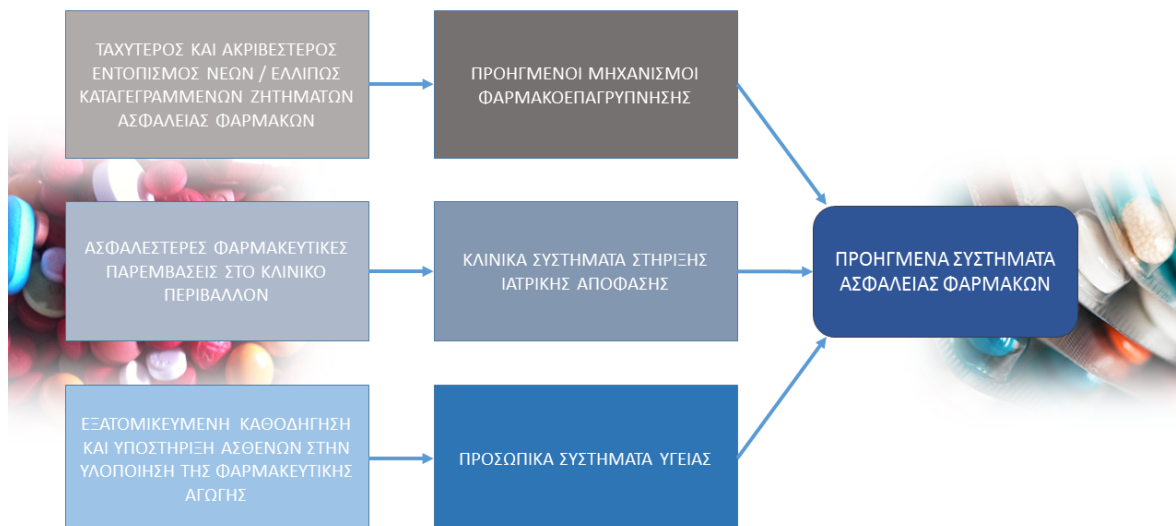 ΤΑΧΥΤΕΡΟΣ ΚΑΙ ΑΚΡΙΒΕΣΤΕΡΟΣ
ΕΝΤΟΠΙΣΜΟΣ ΝΕΩΝ / ΕΛΛΙΠΩΣ
ΚΑΤΑΓΕΓΡΑΜΜΕΝΩΝ ΖΗΤΗΜΑΤΩΝ
ΑΣΦΑΛΕΙΑΣ ΦΑΡΜΑΚΩΝ
ΠΡΟΗΓΜΕΝΟΙ ΜΗΧΑΝΙΣΜΟΙ
ΦΑΡΜΑΚΟΕΠΑΓΡΥΠΝΗΣΗΣ
ΑΣΦΑΛΕΣΤΕΡΕΣ ΦΑΡΜΑΚΕΥΤΙΚΕΣ
ΠΑΡΕΜΒΑΣΕΙΣ ΣΤΟ ΚΛΙΝΙΚΟ
ΠΕΡΙΒΑΛΛΟΝ
ΚΛΙΝΙΚΑ ΣΥΣΤΗΜΑΤΑ ΣΤΗΡΙΞΗΣ
ΙΑΤΡΙΚΗΣ ΑΠΟΦΑΣΗΣ
ΠΡΟΗΓΜΕΝΑ ΣΥΣΤΗΜΑΤΑ
ΑΣΦΑΛΕΙΑΣ ΦΑΡΜΑΚΩΝ
ΕΞΑΤΟΜΙΚΕΥΜΕΝΗ ΚΑΘΟΔΗΓΗΣΗ
ΚΑΙ ΥΠΟΣΤΗΡΙΞΗ ΑΣΘΕΝΩΝ ΣΤΗΝ
ΥΛΟΠΟΙΗΣΗ ΤΗΣ ΦΑΡΜΑΚΕΥΤΙΚΗΣ
ΑΓΩΓΗΣ
ΠΡΟΣΩΠΙΚΑ ΣΥΣΤΗΜΑΤΑ ΥΓΕΙΑΣ